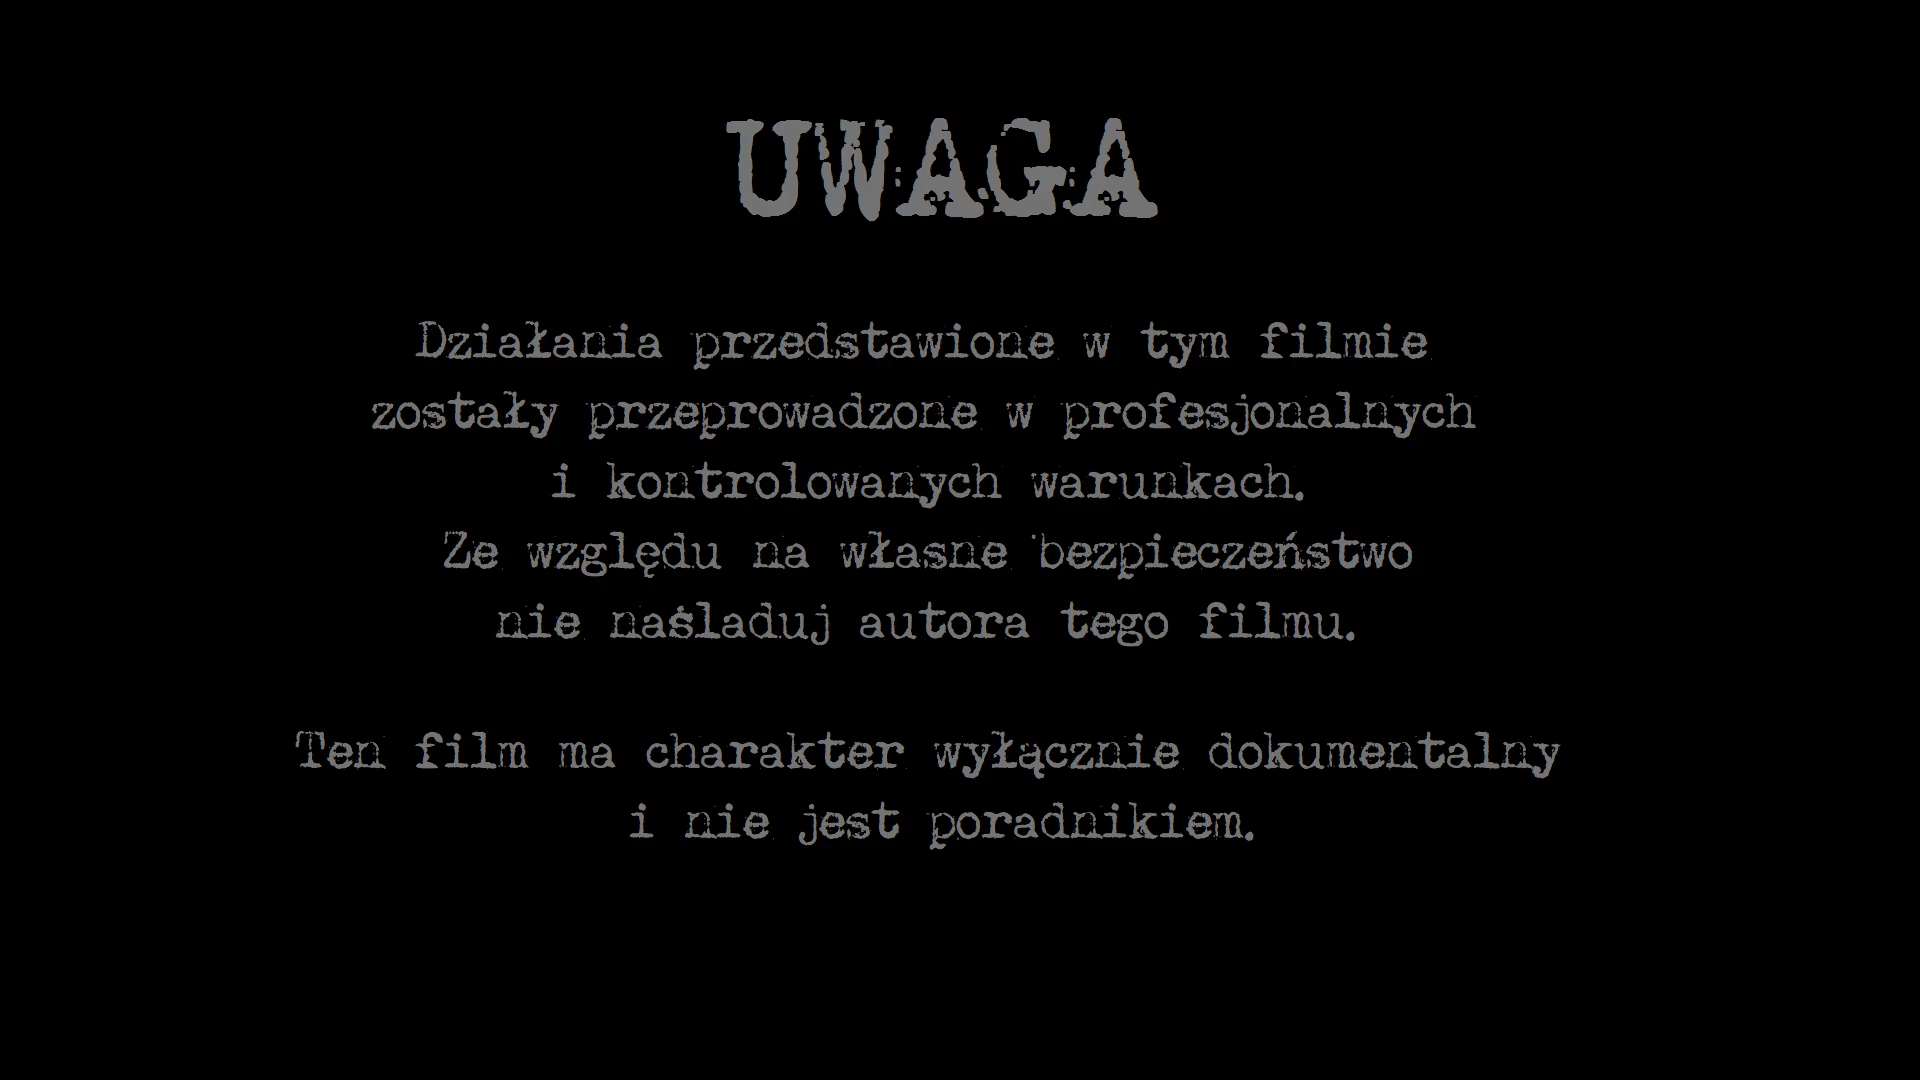 UWAGA
Działania przedstawione w tym filmie
zostały przeprowadzone w profesjonalnych
i kontrolowanych warunkach.
Ze względu na własne bezpieczeństwo
nie naśladuj autora tego filmu.
Ten film ma charakter wyłącznie dokumentalny
i nie jest poradnikiem.